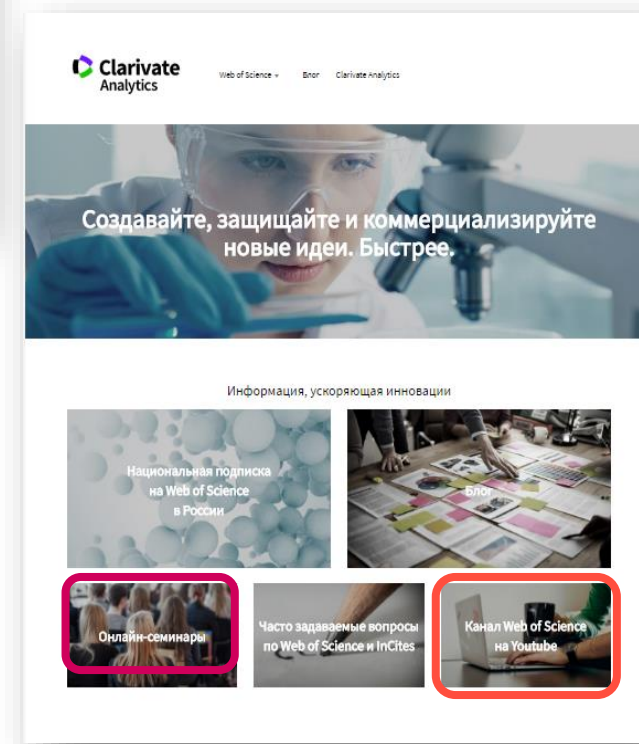 Clarivate
Analytics
Web of Science
Блог
Clarivate Analytics
Создавайте, защищайте и коммерциализируйте
новые идеи. Быстрее.
Информация, ускоряющая инновации
Национальная подписка
на Web of Science
в России
Блог
Онлайн-семинары
Часто задаваемые вопросы
по Web of Science и InCites
Канал Web of Science
на Youtube